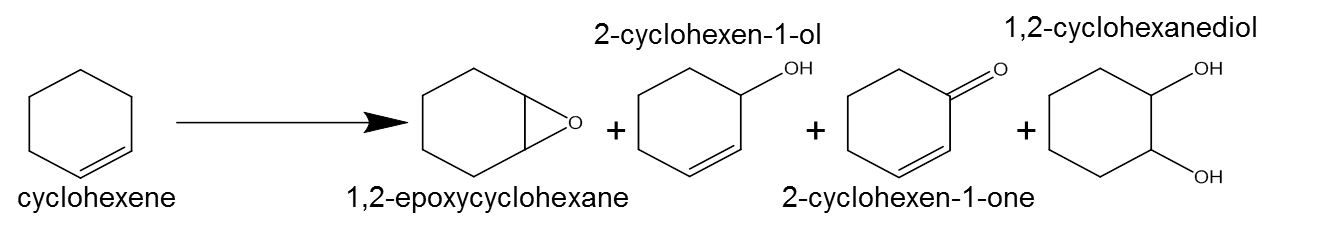 2-cyclohexen-1-ol
1,2-cyclohexanediol
OH
O
OH
O
+
+
+
OH
cyclohexene
1,2-epoxycyclohexane
2-cyclohexen-1-one